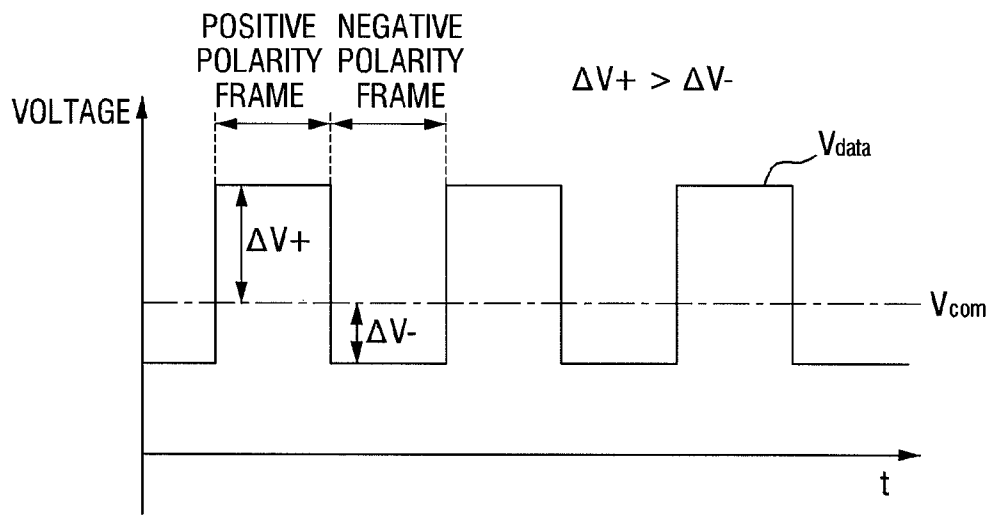 POSITIVE
POLARITY
FRAME
NEGATIVE
POLARITY
FRAME
ΔV+ > ΔV-
VOLTAGE
Vdata
ΔV+
Vcom
ΔV-
t